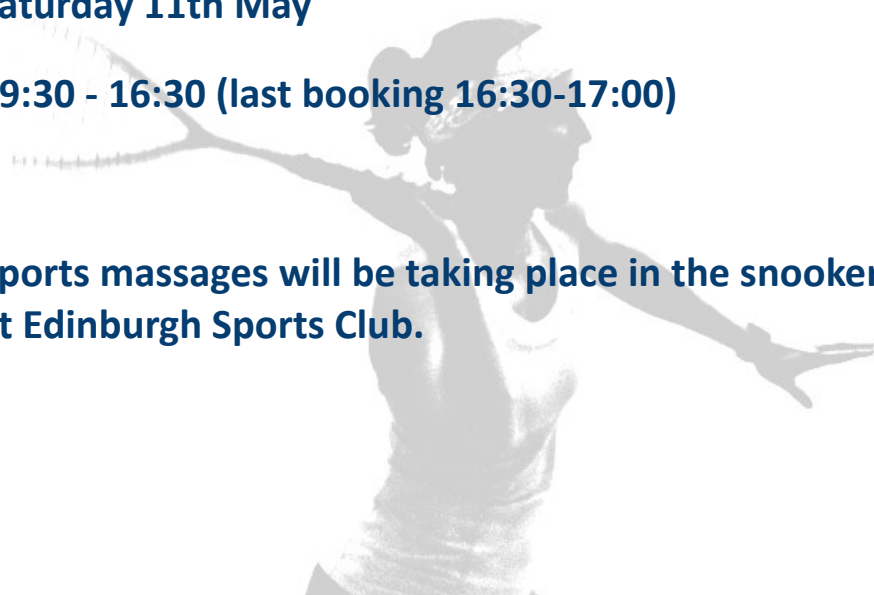 aturday 11th May
9:30 - 16:30 (last booking 16:30-17:00)
ports massages will be taking place in the snooker
t Edinburgh Sports Club.